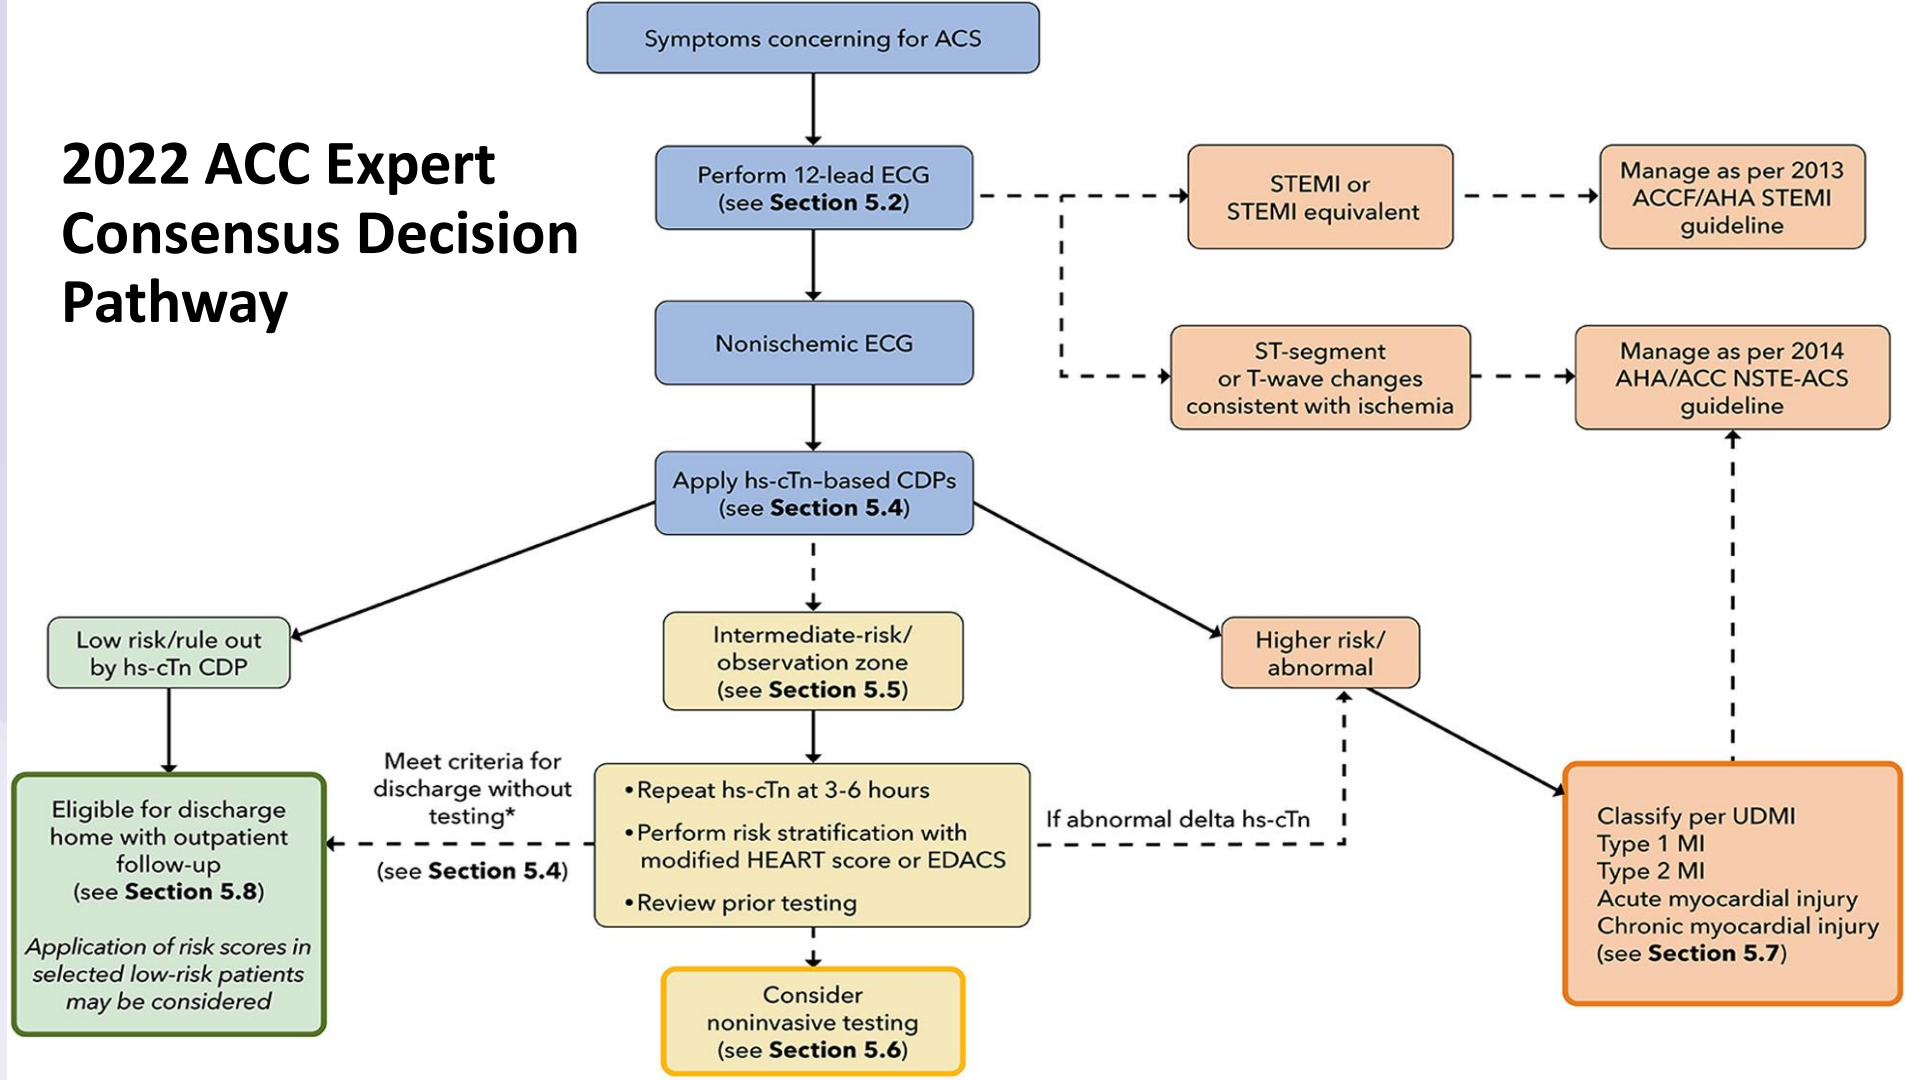 Symptoms concerning for ACS
2022 ACC Expert
Consensus Decision
Pathway
Perform 12-lead ECG
(see Section 5.2)
STEMI or
STEMI equivalent
Manage as per 2013
ACCF/AHA STEMI
guideline
Nonischemic ECG
ST-segment
or T-wave changes
consistent with ischemia
Manage as per 2014
AHA/ACC NSTE-ACS
guideline
Apply hs-cTn–based CDPs
(see Section 5.4)
Low risk/rule out
by hs-cTn CDP
Intermediate-risk/
observation zone
(see Section 5.5)
Higher risk/
abnormal
Eligible for discharge
home with outpatient
follow-up
(see Section 5.8)
Application of risk scores in
selected low-risk patients
may be considered
Meet criteria for
discharge without
testing*
(see Section 5.4)
•Repeat hs-cTn at 3-6 hours
•Perform risk stratification with
modified HEART score or EDACS
•Review prior testing
If abnormal delta hs-cTn
Classify per UDMI
Type 1 MI
Type 2 MI
Acute myocardial injury
Chronic myocardial injury
(see Section 5.7)
Consider
noninvasive testing
(see Section 5.6)